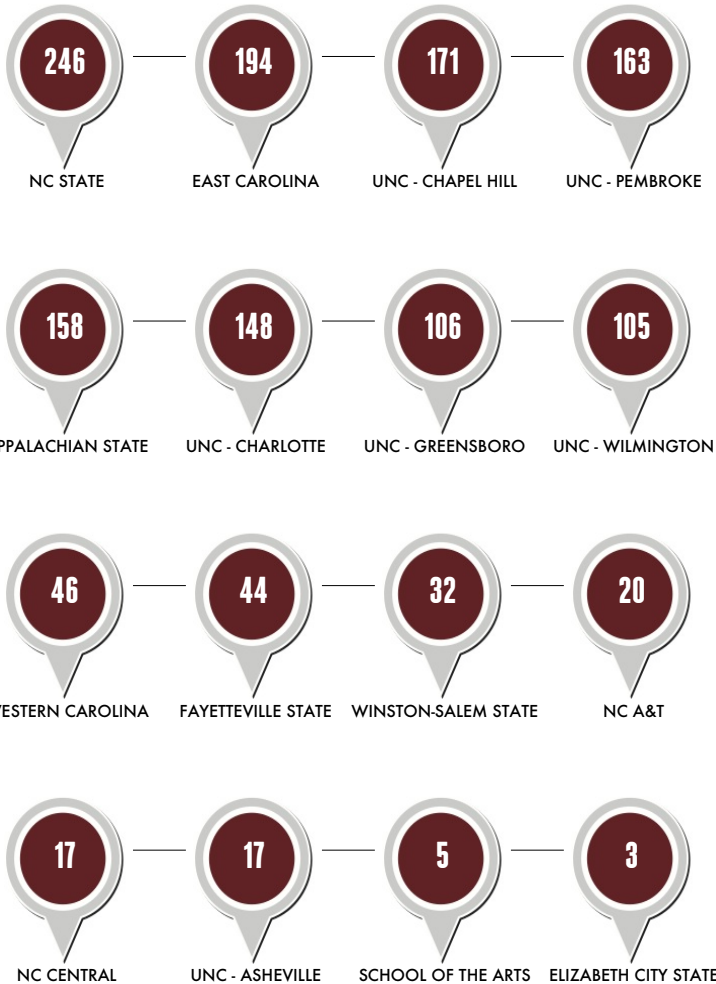 246 194 171 163
NC STATE EAST CAROLINA UNC - CHAPEL HILL UNC - PEMBROKE
158 148 106 105
PPALACHIAN STATE UNC - CHARLOTTE UNC - GREENSBORO UNC - WILMINGTON
46 44 32 20
ESTERN CAROLINA FAYETTEVILLE STATE WINSTON-SALEM STATE NC A&T
17 17 5 3
NC CENTRAL UNC - ASHEVILLE SCHOOL OF THE ARTS ELIZABETH CITY STATE